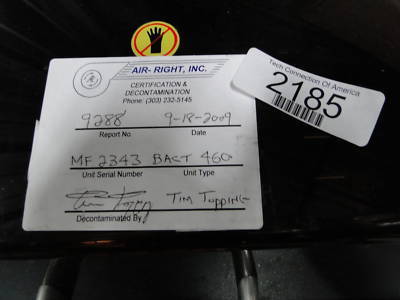 AIR- RIGHT, INC.
CERTIFICATION &
DECONTAMINATION
Phone: (303) 232-5145
9288 9-18-2009
Report No. Date
MF 2343 BACT 460
Unit Serial Number Unit Type
TIM TOPPING
Decontaminated By
Tech Connection Of America
2185